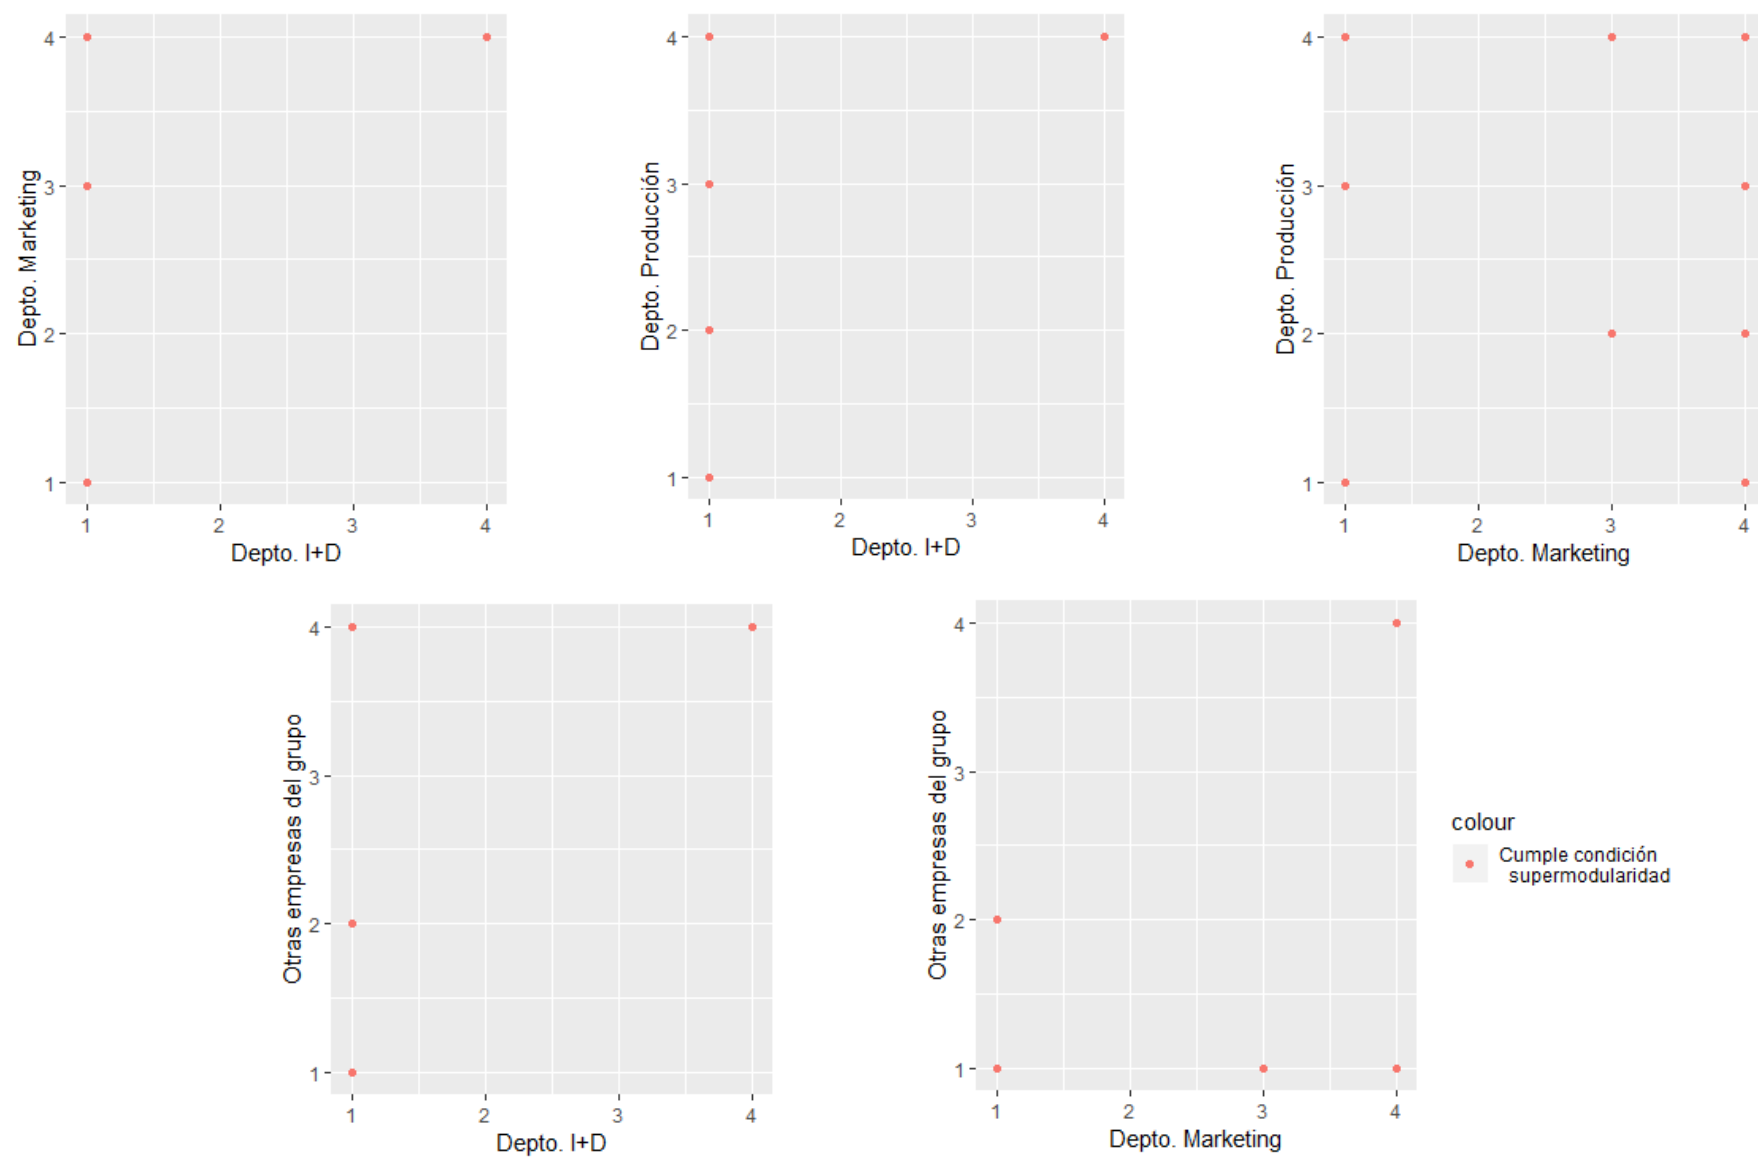 4
3
2
1
Depto. Marketing
1 2 3 4
Depto. I+D
4
3
2
1
Depto. Producción
1 2 3 4
Depto. I+D
4
3
2
1
Depto. Producción
1 2 3 4
Depto. Marketing
4
3
2
1
Otras empresas del grupo
1 2 3 4
Depto. I+D
4
3
2
1
Otras empresas del grupo
1 2 3 4
Depto. Marketing
colour
Cumple condición
supermodularidad